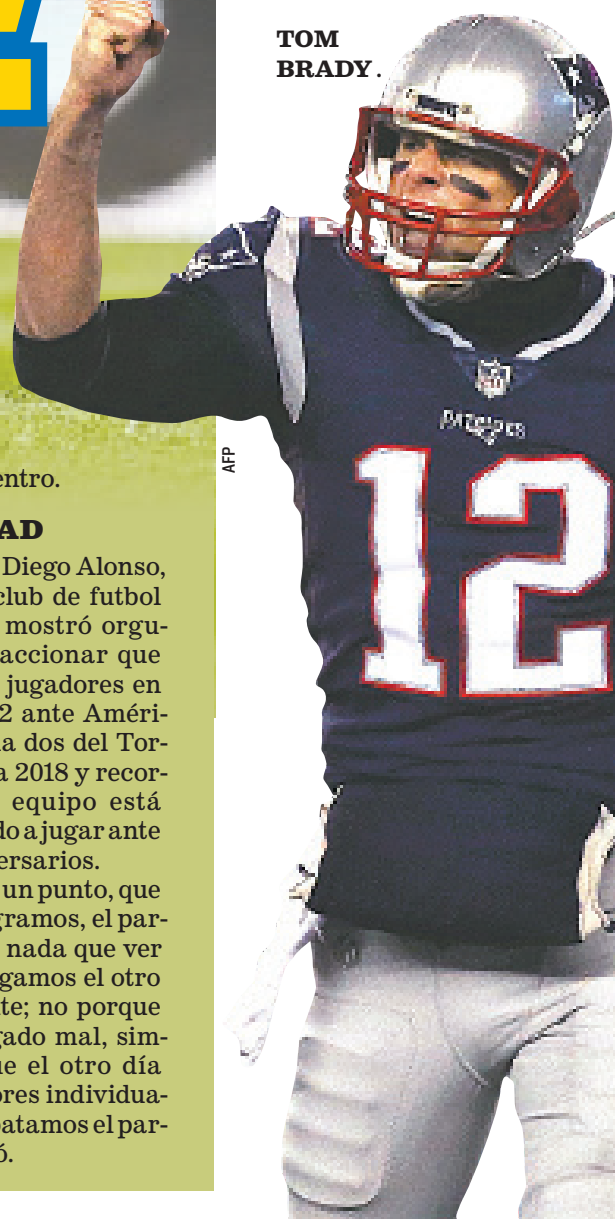 TOM
BRADY.
PATRIOTS
12
AFP
entro.
AD
Diego Alonso,
club de futbol
mostró orgu-
accionar que
jugadores en
2 ante Améri-
a dos del Tor-
a 2018 y recor-
equipo está
do a jugar ante
ersarios.
un punto, que
gramos, el par-
nada que ver
gamos el otro
te; no porque
gado mal, sim-
ue el otro día
ores individua-
patamos el par-
ó.